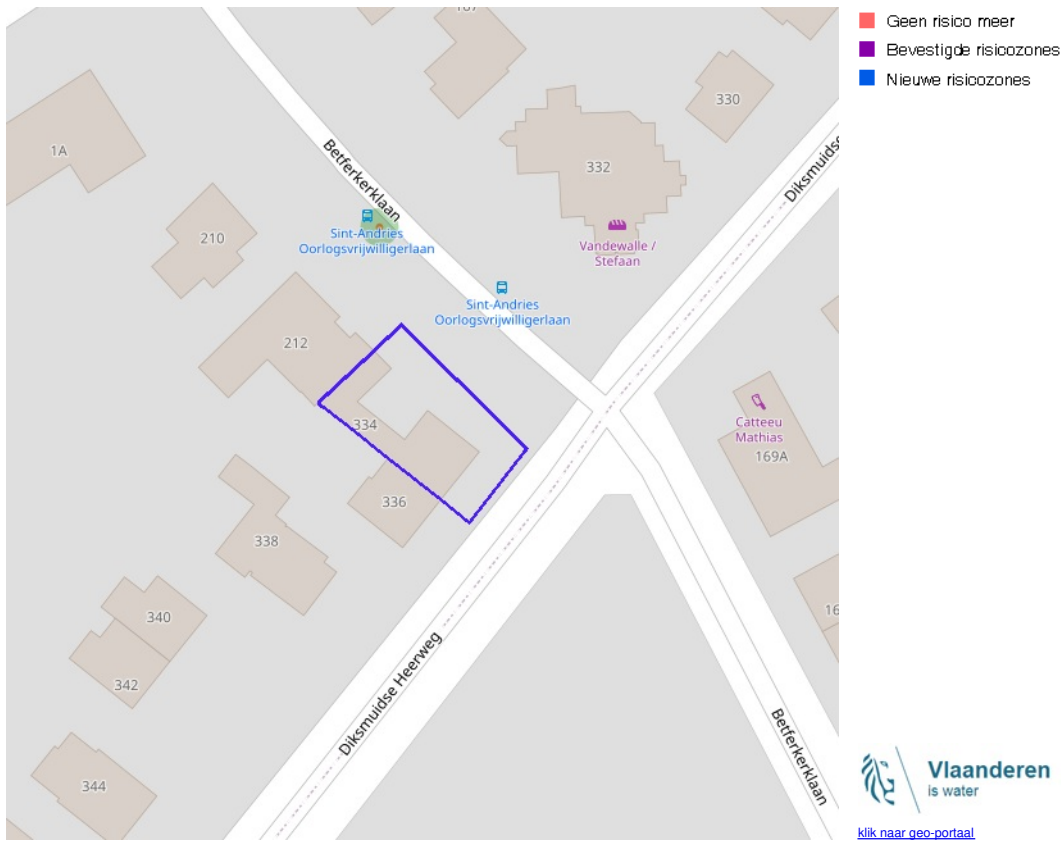 Geen risico meer
Bevestigde risicozones
Nieuwe risicozones
330
1A
332
Betferkerklaan
Diksmuidse
210
Sint-Andries
Oorlogsvrijwilligerlaan
Vandewalle /
Stefaan
Sint-Andries
Oorlogsvrijwilligerlaan
212
334
Catteeu
Mathias
169A
336
338
340
342
Diksmuidse Heerweg
Betferkerklaan
344
Vlaanderen
is water
klik naar geo-portaal